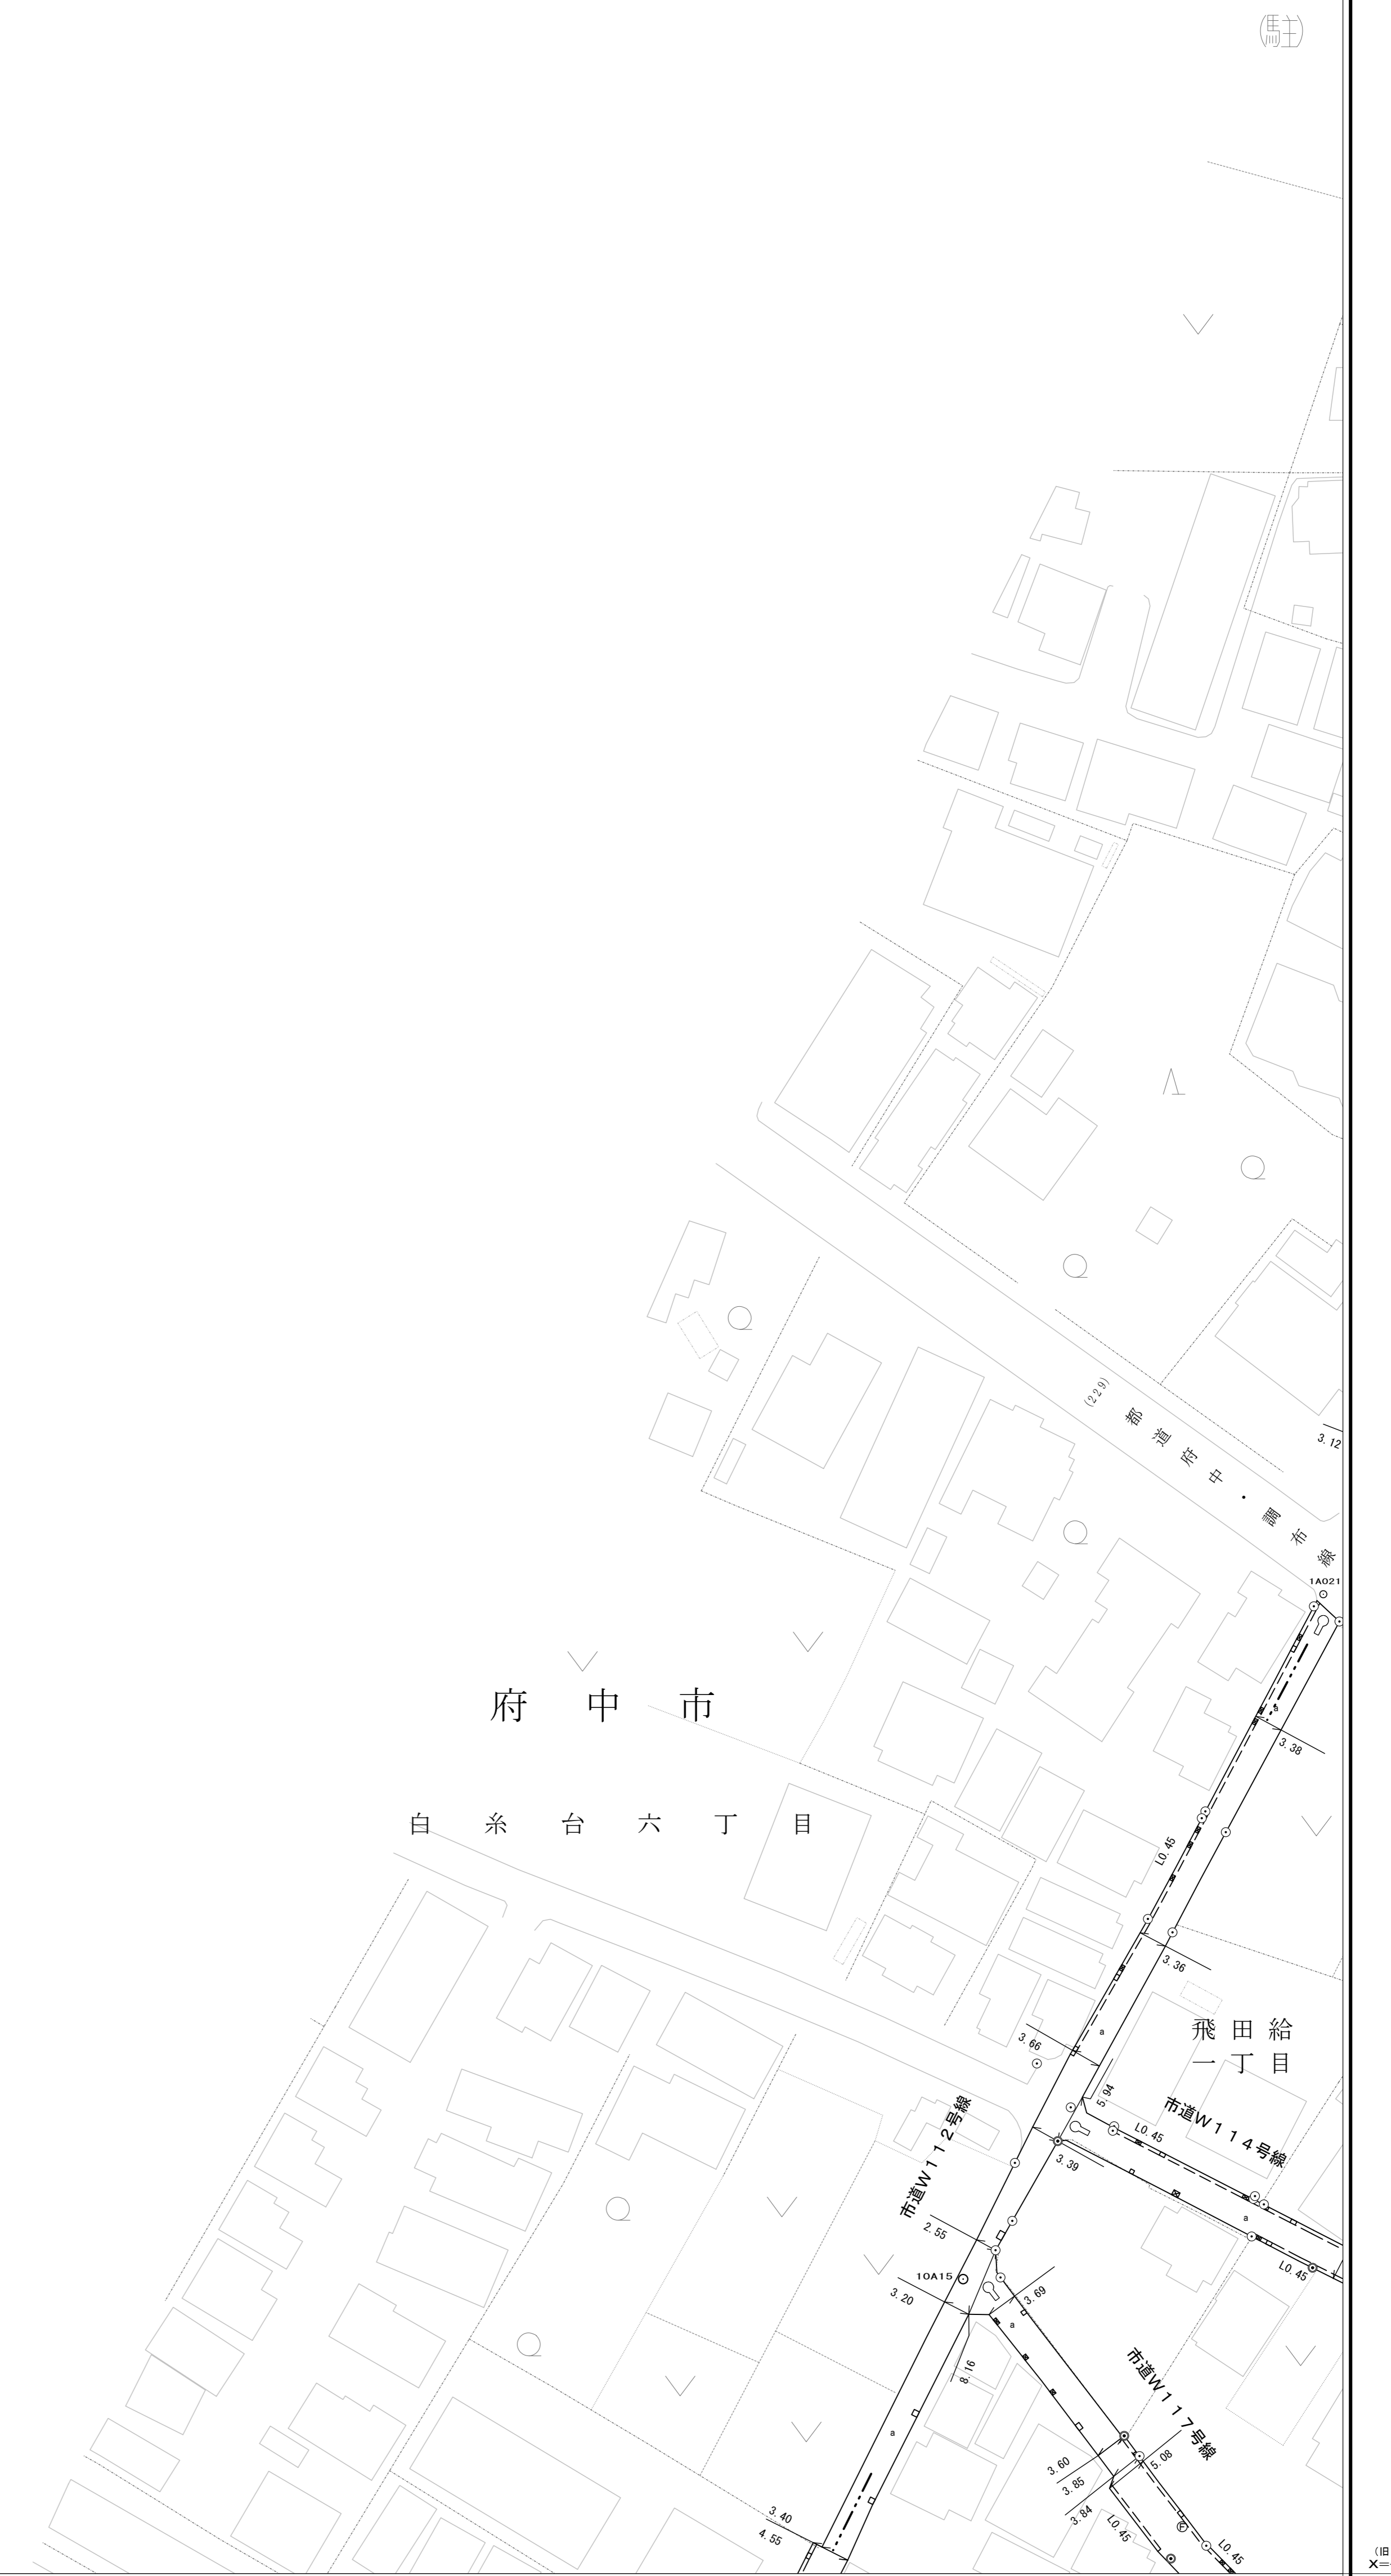 (駐)
(229)
都道府中・調布線
3.12
1A021
a
3.38
府中市
白糸台六丁目
L0.45
3.36
a
3.66
飛田給
一丁目
5.94
市道W114号線
L0.45
市道W112号線
3.39
a
2.55
L0.45
10A15
3.20
3.69
a
8.16
市道W117号線
a
3.60
5.08
3.85
3.84
L0.45
3.40
4.55
L0.45
(旧
X=